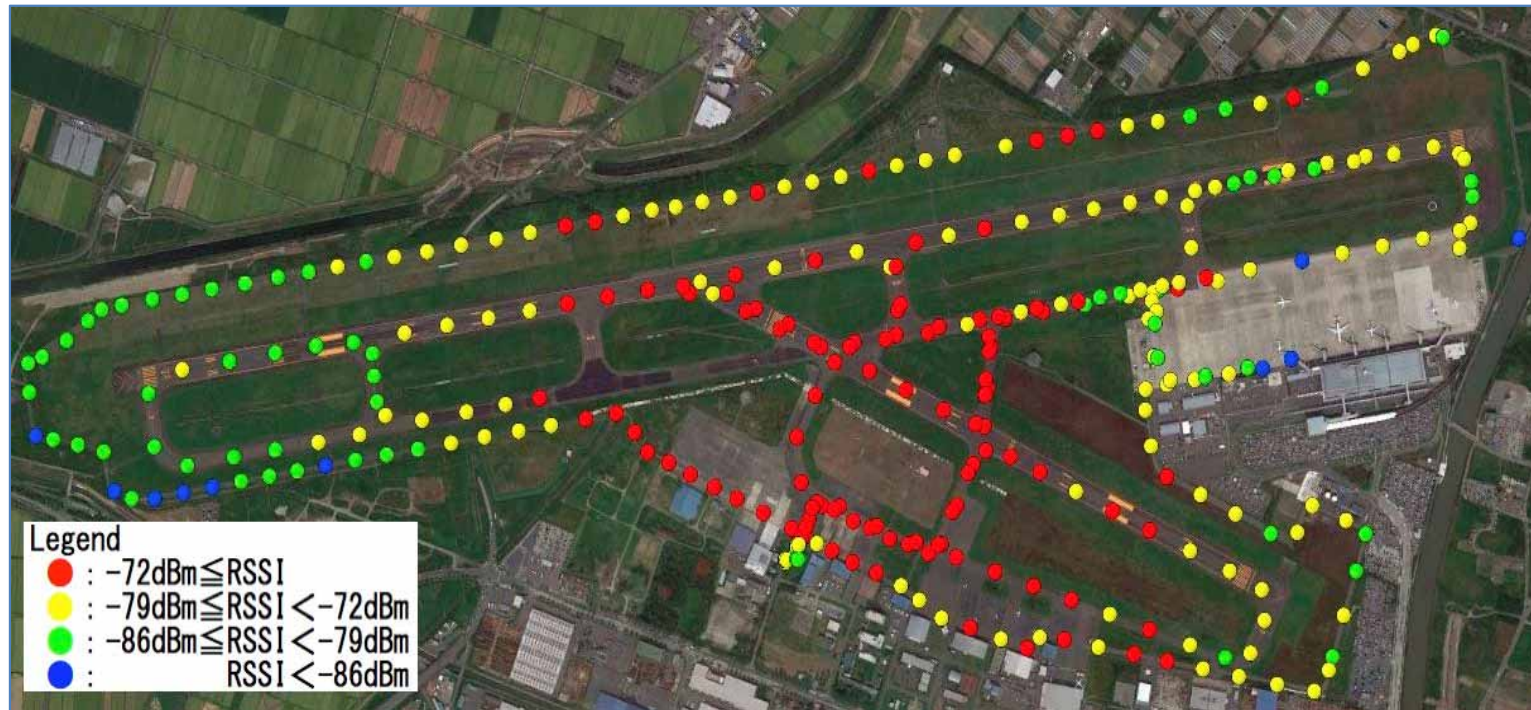 Legend
: -72dBm≦RSSI
: -79dBm≦RSSI<-72dBm
: -86dBm≦RSSI<-79dBm
: RSSI<-86dBm